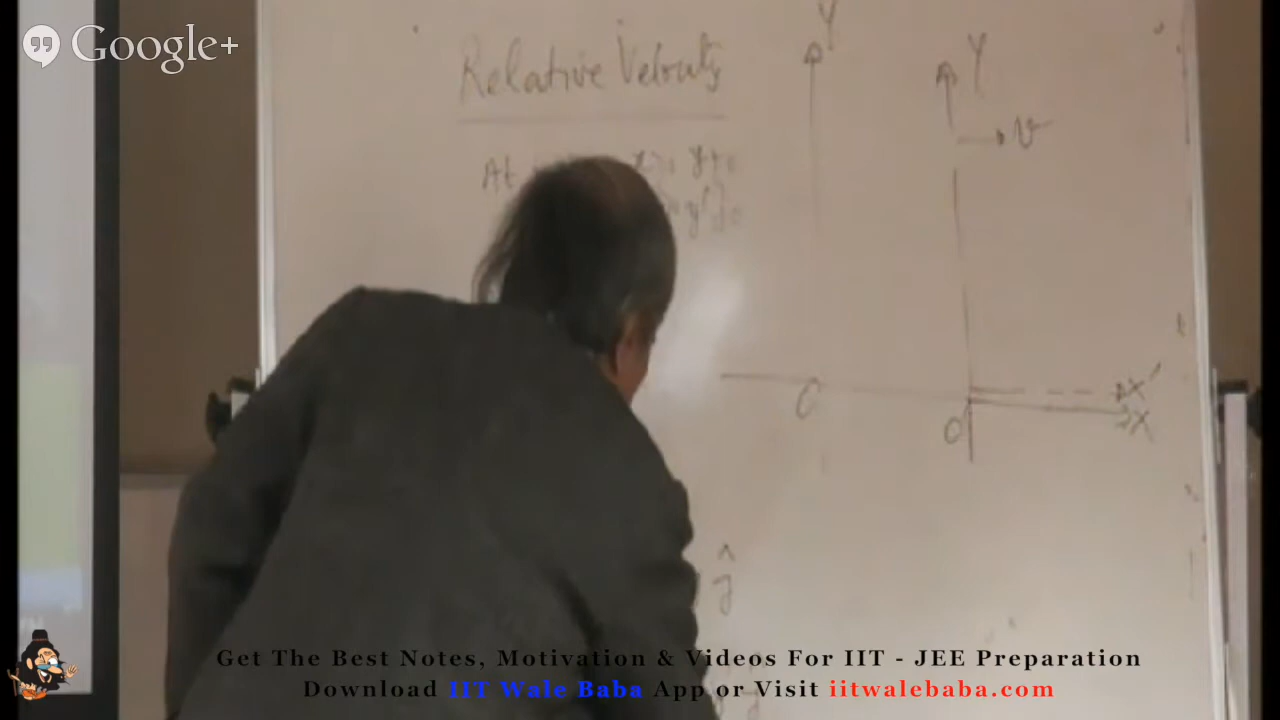 Google+
Relative Velocity
Y
Y
v
At
X'
X
O
O'
ĵ
Get The Best Notes, Motivation & Videos For IIT - JEE Preparation
Download IIT Wale Baba App or Visit iitwalebaba.com